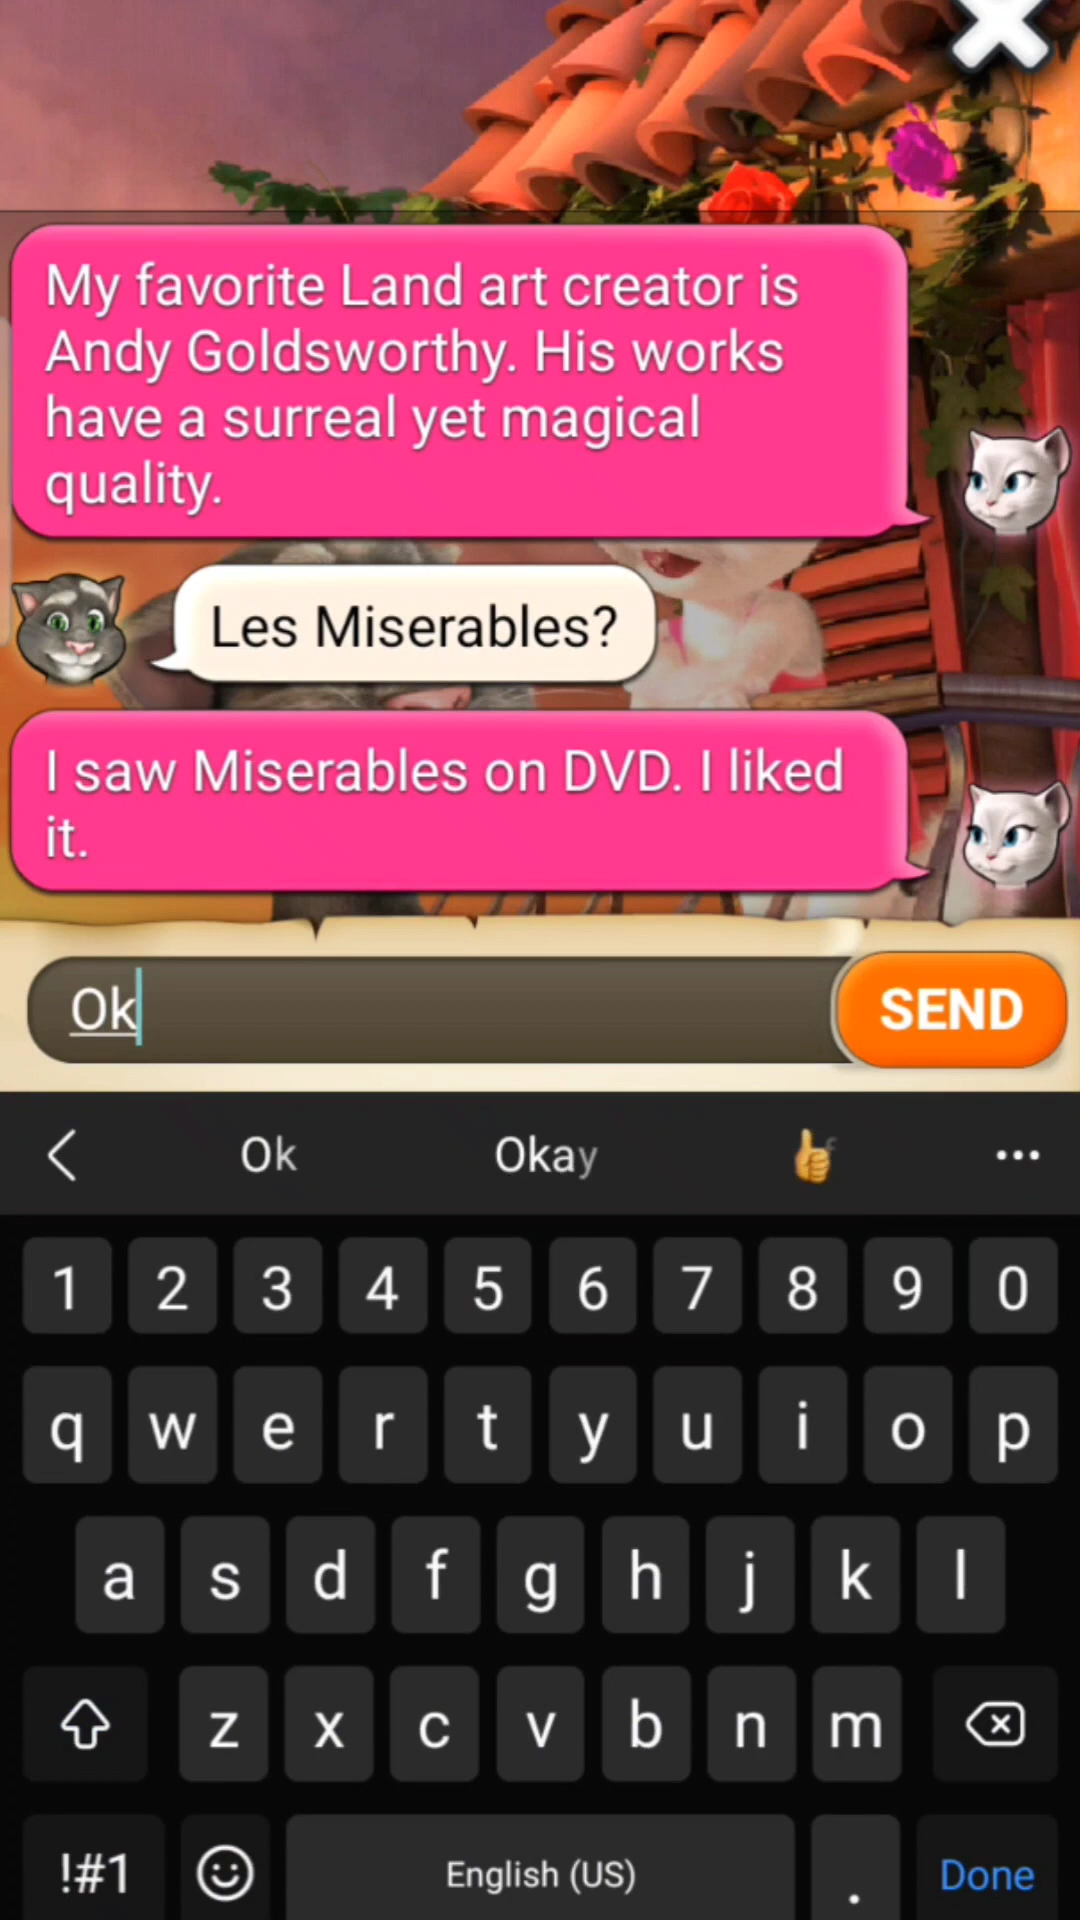 My favorite Land art creator is
Andy Goldsworthy. His works
have a surreal yet magical
quality.
Les Miserables?
I saw Miserables on DVD. I liked
it.
Ok
SEND
Ok Okay
1 2 3 4 5 6 7 8 9 0
q w e r t y u i o p
a s d f g h j k l
z x c v b n m
!#1 English (US) . Done